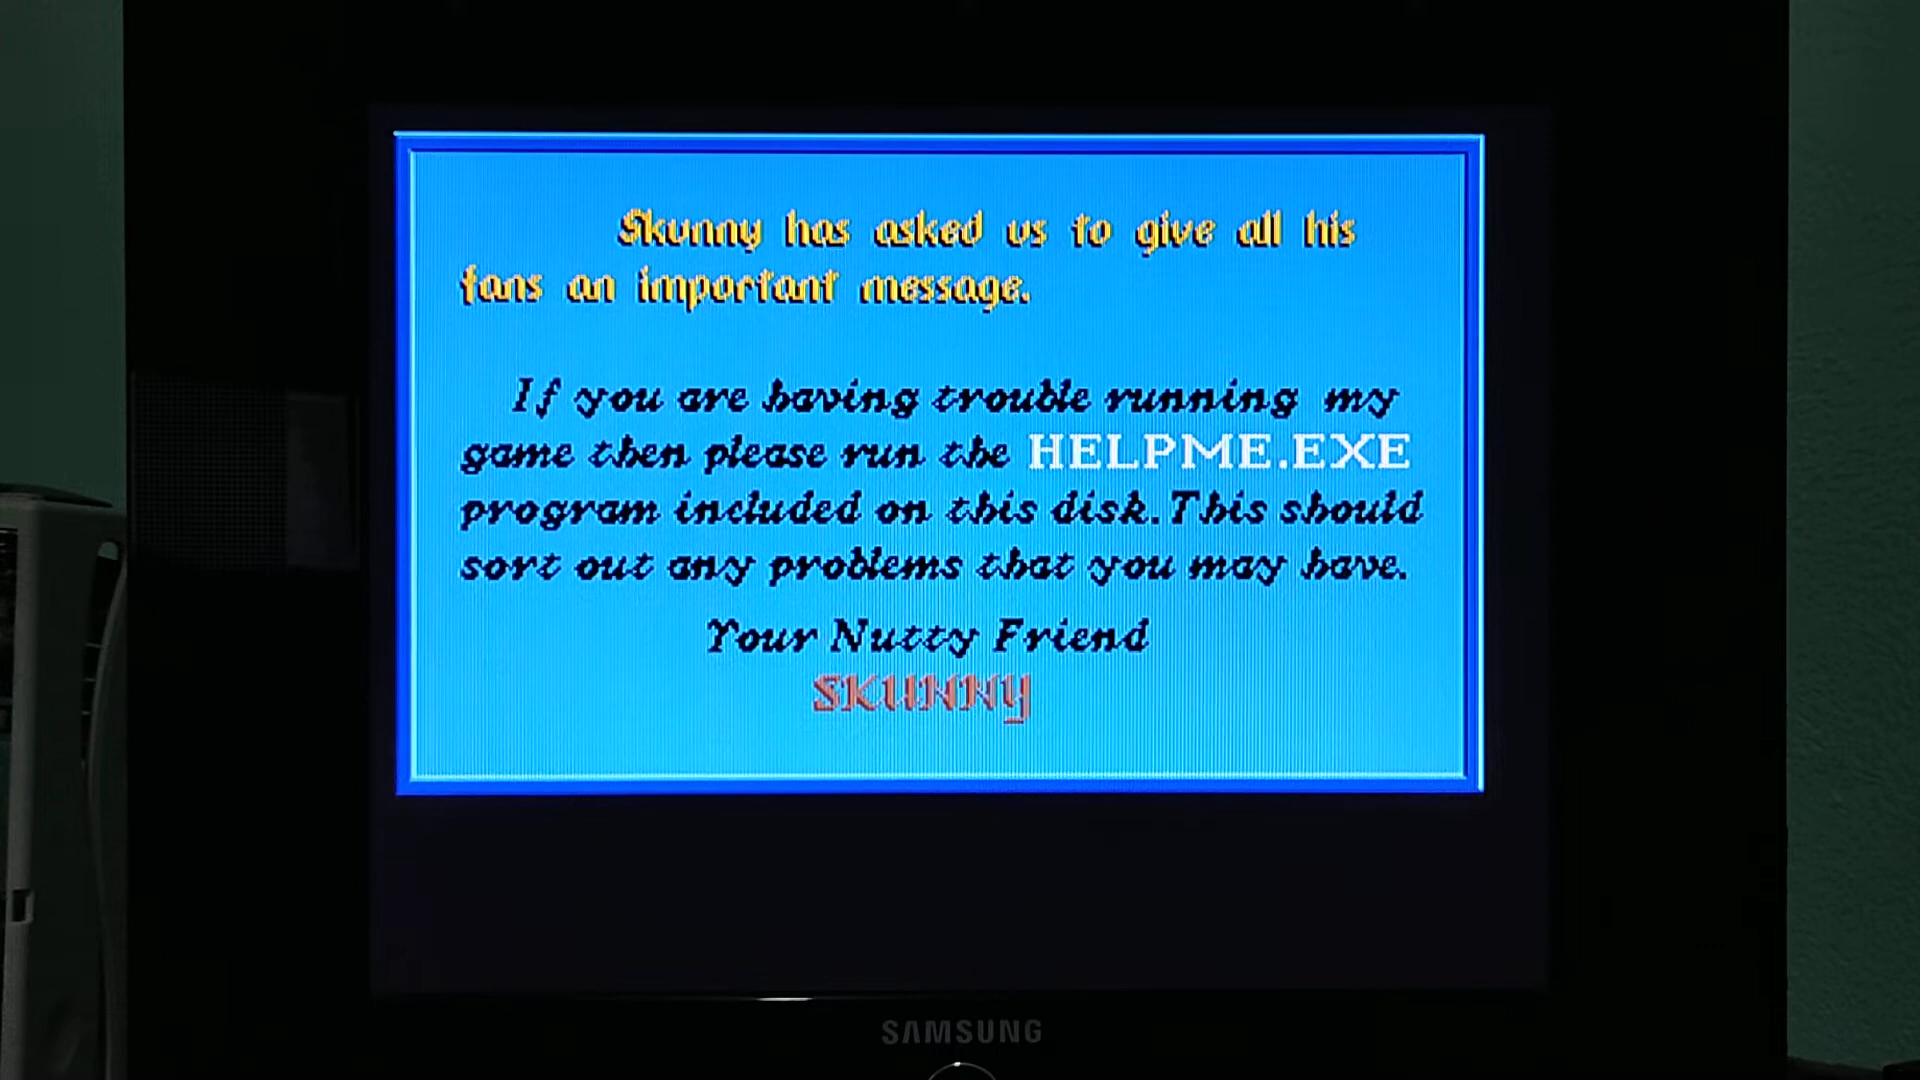 Skunny has asked us to give all his
fans an important message.
If you are having trouble running my
game then please run the HELPME.EXE
program included on this disk. This should
sort out any problems that you may have.
Your Nutty Friend
SKUNNY
SAMSUNG